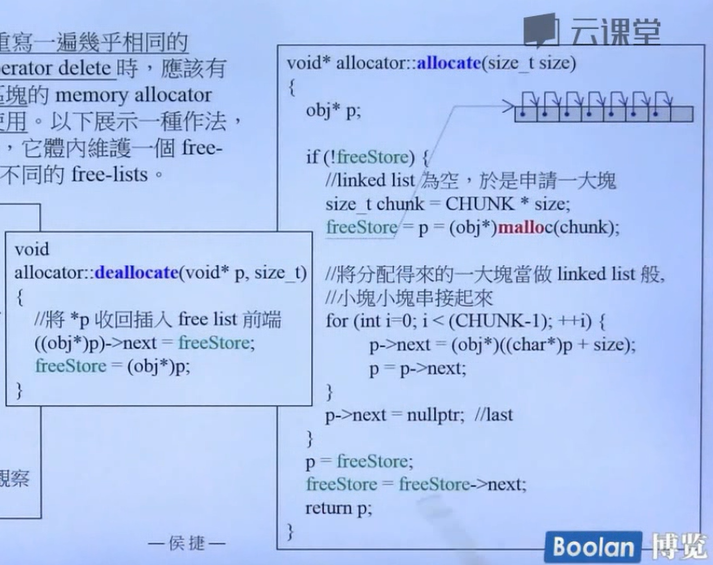 云课堂
重寫一遍幾乎相同的
operator delete 時，應該有
區塊的 memory allocator
使用。以下展示一種作法，
，它體內維護一個 free-
不同的 free-lists。
void
allocator::deallocate(void* p, size_t)
{
//將 *p 收回插入 free list 前端
((obj*)p)->next = freeStore;
freeStore = (obj*)p;
}
觀察
—侯捷—
void* allocator::allocate(size_t size)
{
obj* p;
if (!freeStore) {
//linked list 為空，於是申請一大塊
size_t chunk = CHUNK * size;
freeStore = p = (obj*)malloc(chunk);
//將分配得來的一大塊當做 linked list 般,
//小塊小塊串接起來
for (int i=0; i < (CHUNK-1); ++i) {
p->next = (obj*)((char*)p + size);
p = p->next;
}
p->next = nullptr; //last
}
p = freeStore;
freeStore = freeStore->next;
return p;
}
Boolan 博览